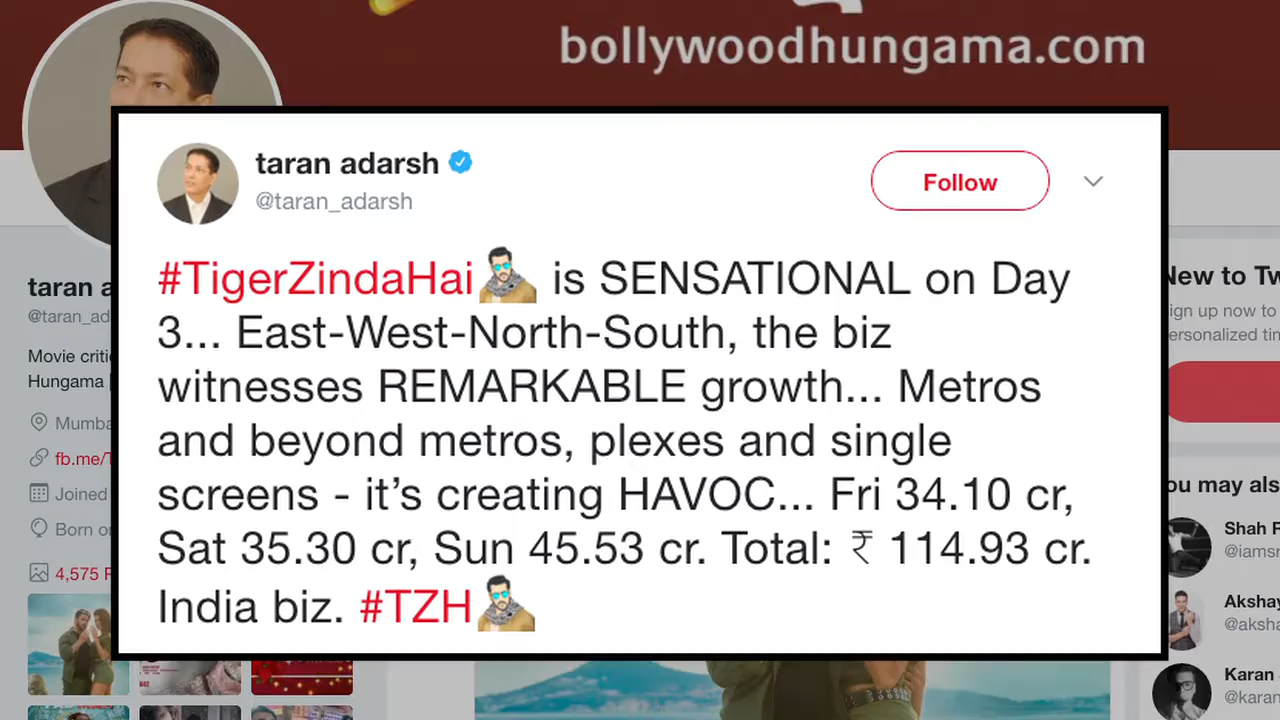 bollywoodhungama.com
taran adarsh
@taran_adarsh
Follow
#TigerZindaHai is SENSATIONAL on Day
3... East-West-North-South, the biz
witnesses REMARKABLE growth... Metros
and beyond metros, plexes and single
screens - it’s creating HAVOC... Fri 34.10 cr,
Sat 35.30 cr, Sun 45.53 cr. Total: ₹ 114.93 cr.
India biz. #TZH
taran a
@taran_ad
Movie criti
Hungama
Mumba
fb.me/T
Joined
Born o
4,575
New to Tw
ign up now to
ersonalized tim
ou may als
Shah
@iamsr
Akshay
@aksha
Karan
@karan